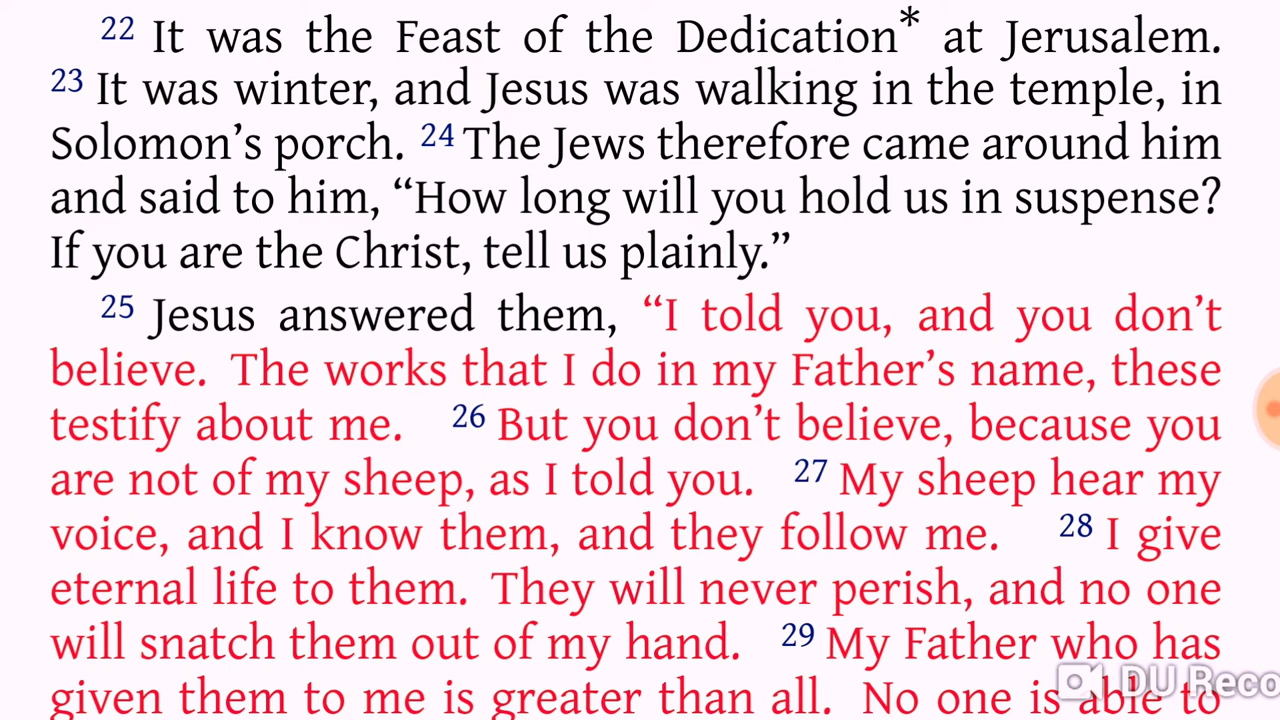 22 It was the Feast of the Dedication* at Jerusalem.
23 It was winter, and Jesus was walking in the temple, in
Solomon’s porch. 24 The Jews therefore came around him
and said to him, “How long will you hold us in suspense?
If you are the Christ, tell us plainly.”
25 Jesus answered them, “I told you, and you don’t
believe. The works that I do in my Father’s name, these
testify about me. 26 But you don’t believe, because you
are not of my sheep, as I told you. 27 My sheep hear my
voice, and I know them, and they follow me. 28 I give
eternal life to them. They will never perish, and no one
will snatch them out of my hand. 29 My Father who has
given them to me is greater than all. No one is able to
DU Reco